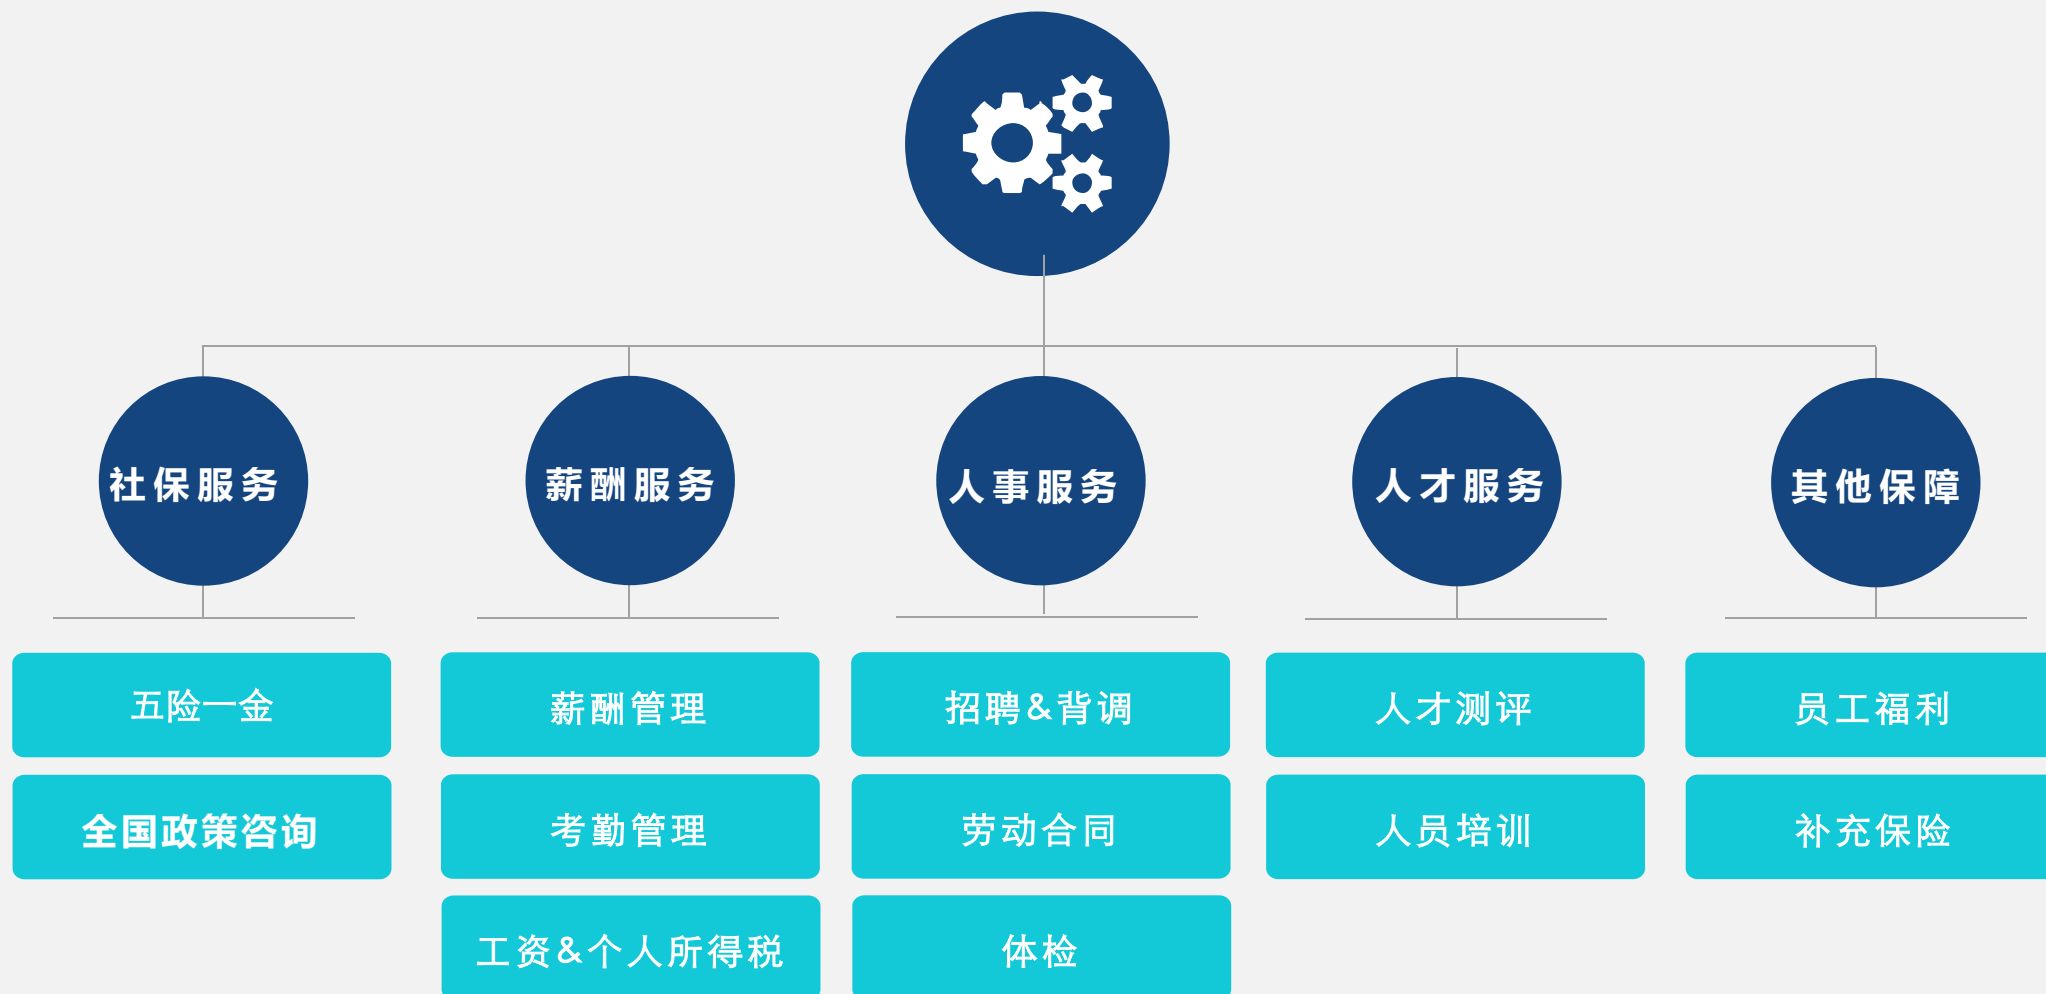 社保服务
薪酬服务
人事服务
人才服务
其他保障
五险一金
薪酬管理
招聘&背调
人才测评
员工福利
全国政策咨询
考勤管理
劳动合同
人员培训
补充保险
工资&个人所得税
体检